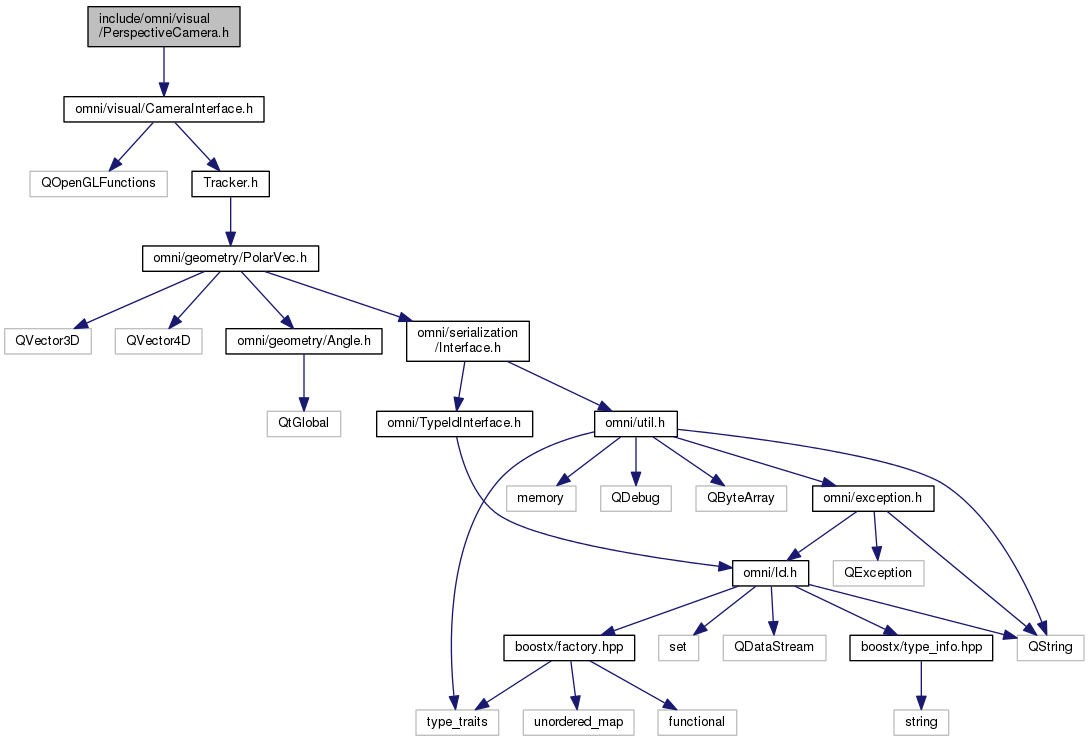 include/omni/visual
/PerspectiveCamera.h
omni/visual/CameraInterface.h
QOpenGLFunctions
Tracker.h
omni/geometry/PolarVec.h
QVector3D
QVector4D
omni/geometry/Angle.h
omni/serialization
/Interface.h
QtGlobal
omni/TypeIdInterface.h
omni/util.h
memory
QDebug
QByteArray
omni/exception.h
omni/Id.h
QException
boostx/factory.hpp
set
QDataStream
boostx/type_info.hpp
QString
type_traits
unordered_map
functional
string